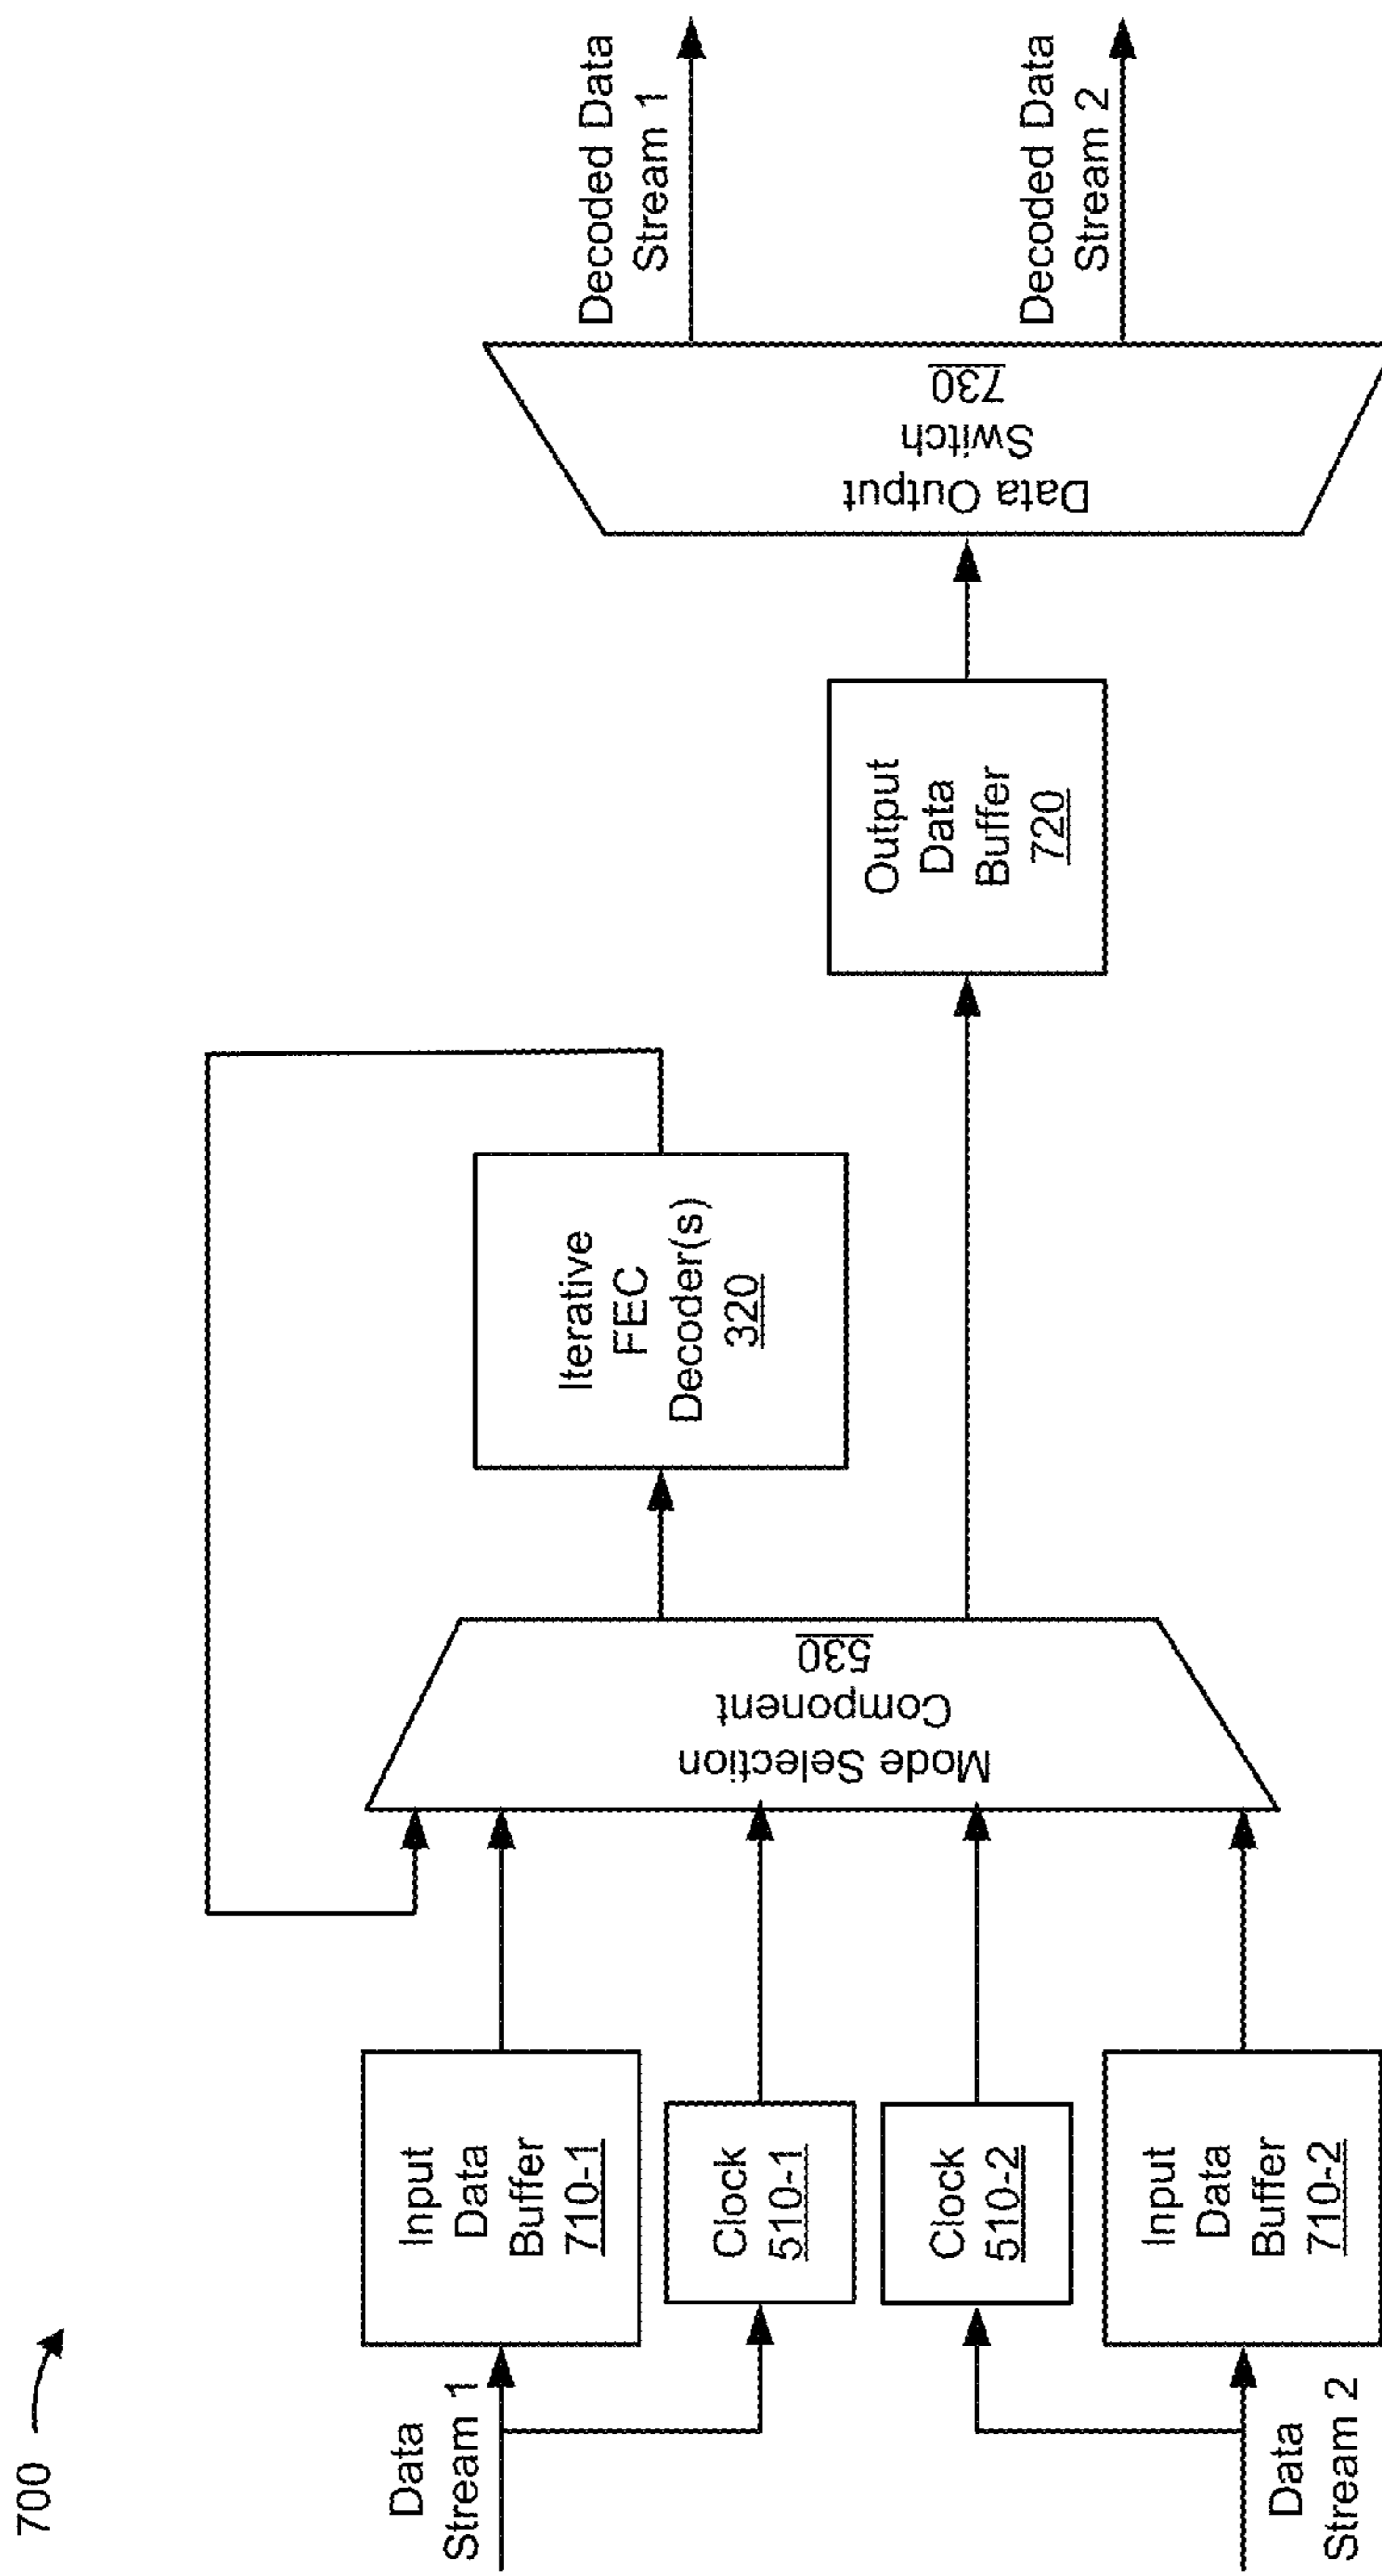 700
Data
Stream 1
Input
Data
Buffer
710-1
Clock
510-1
Clock
510-2
Input
Data
Buffer
710-2
Data
Stream 2
Mode Selection
Component
530
Iterative
FEC
Decoder(s)
320
Output
Data
Buffer
720
Data Output
Switch
730
Decoded Data
Stream 1
Decoded Data
Stream 2